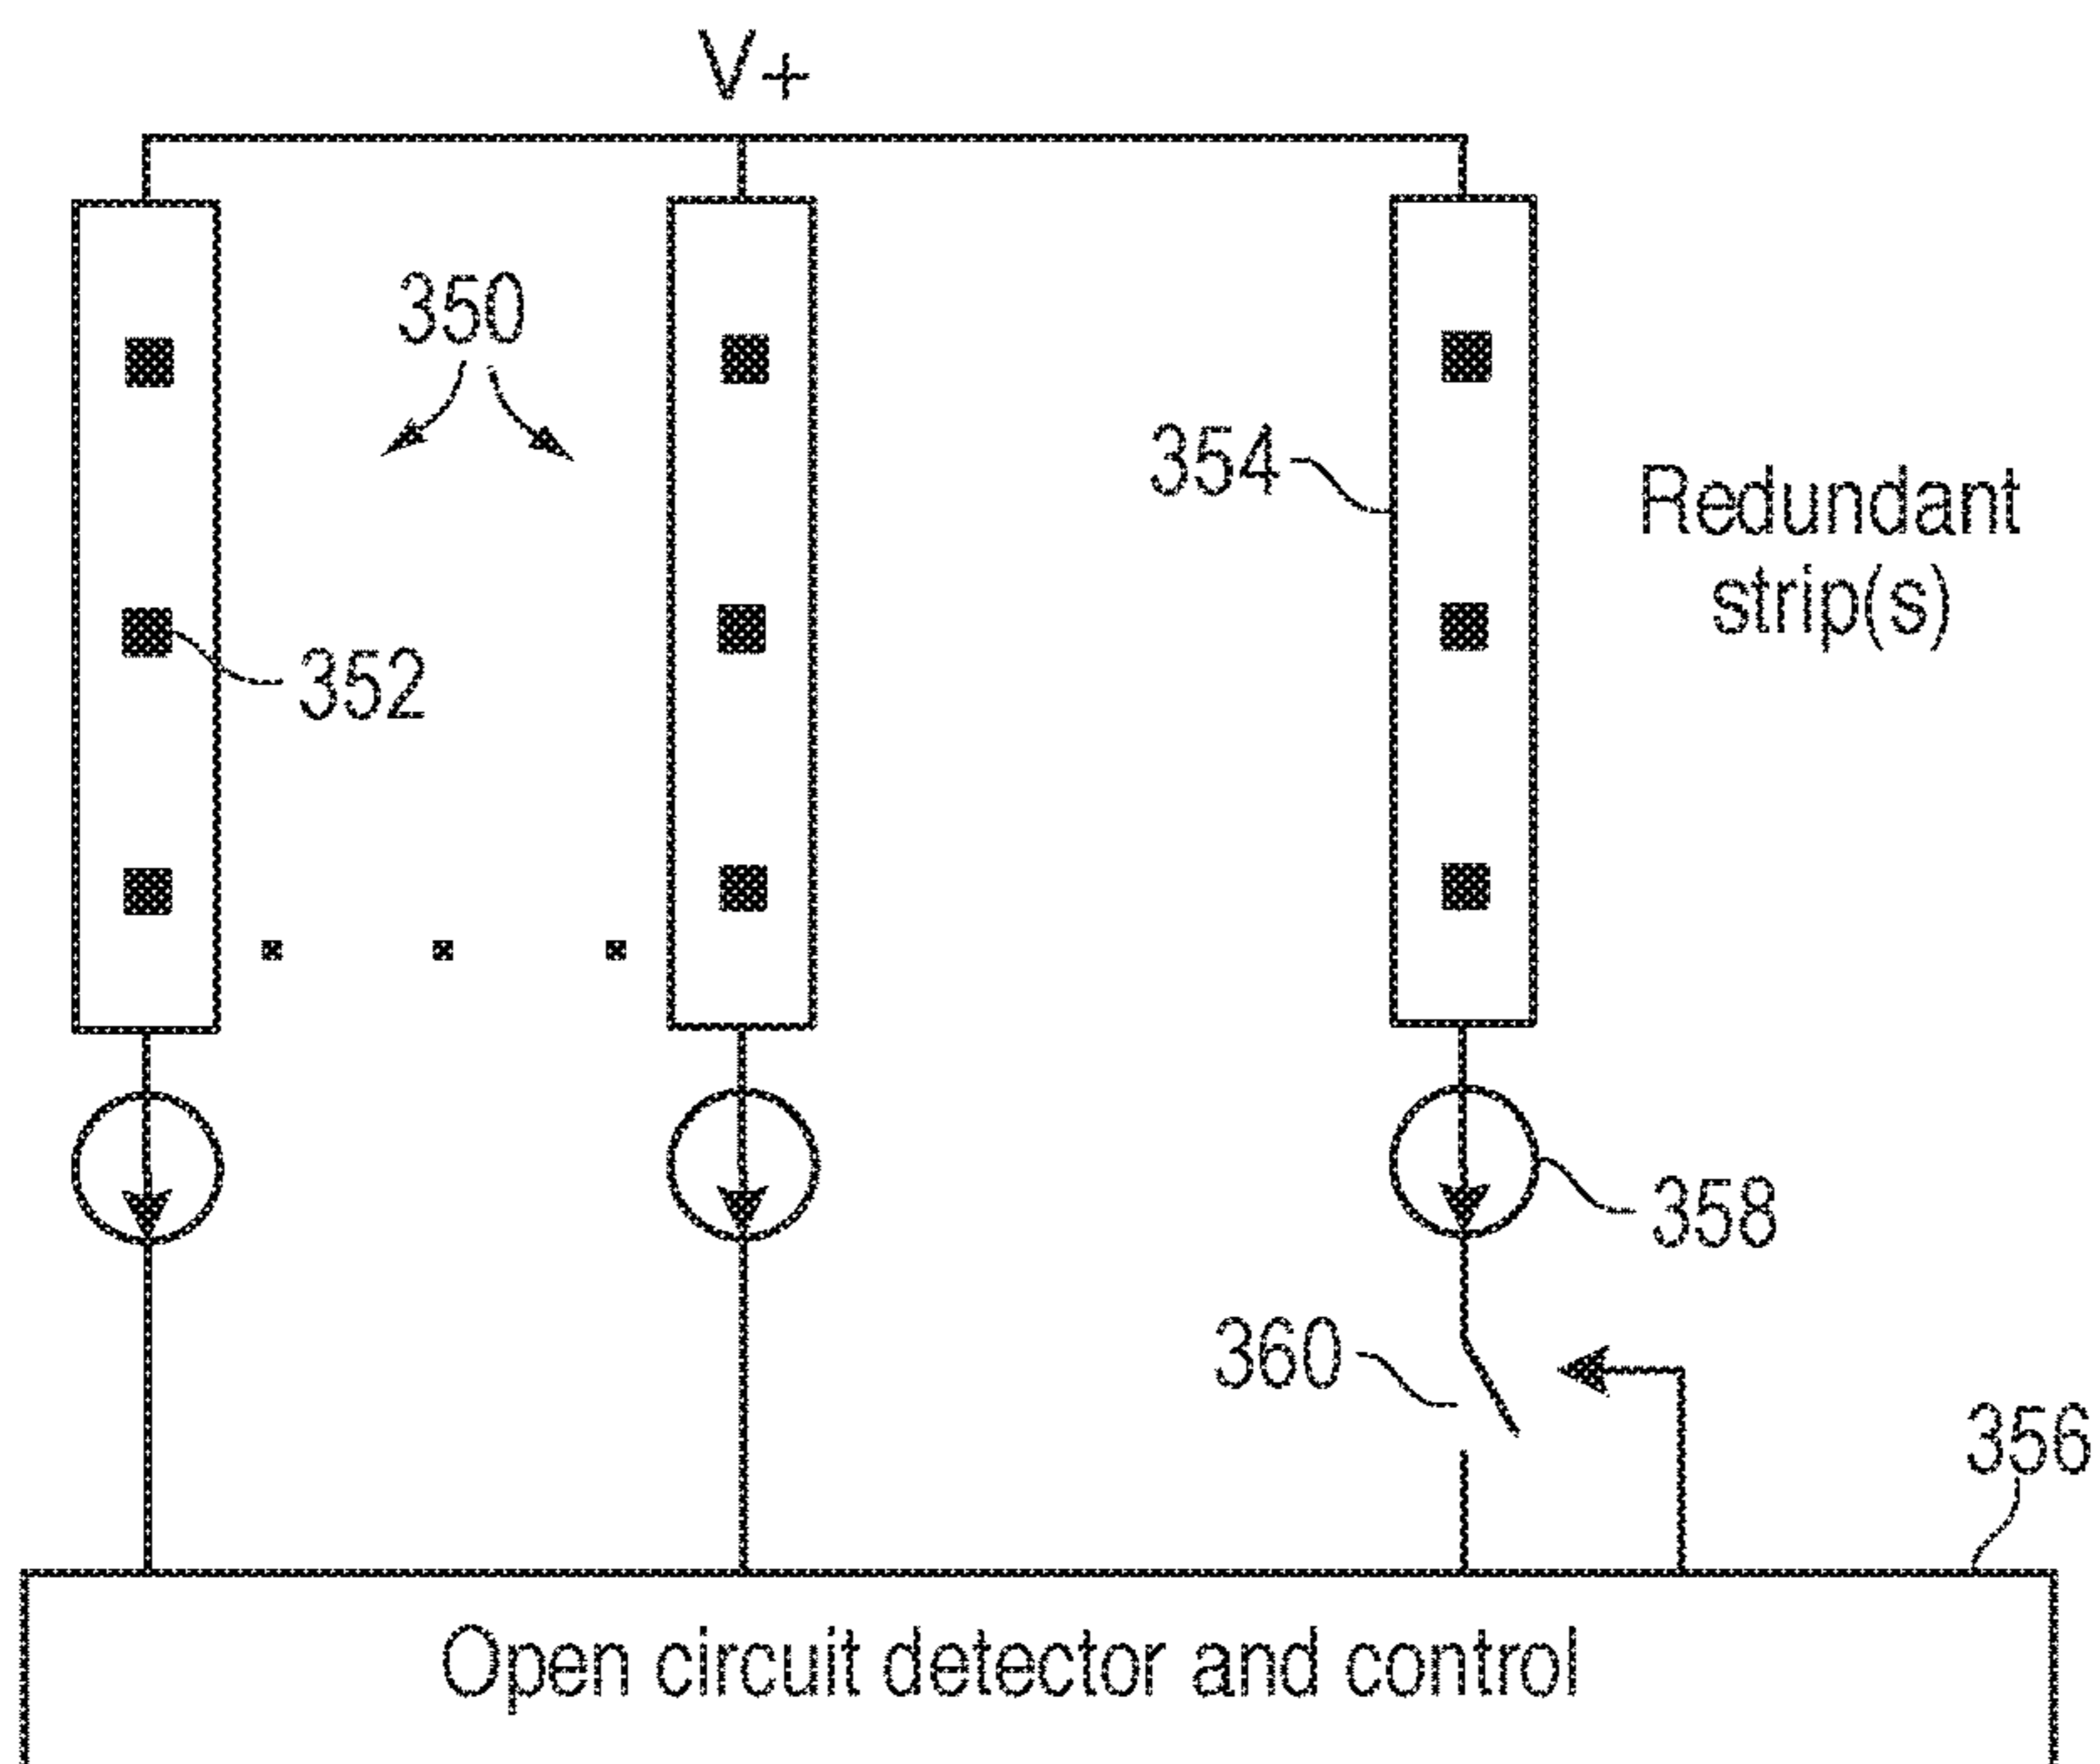 V+
350
354
Redundant
strip(s)
352
358
360
356
Open circuit detector and control